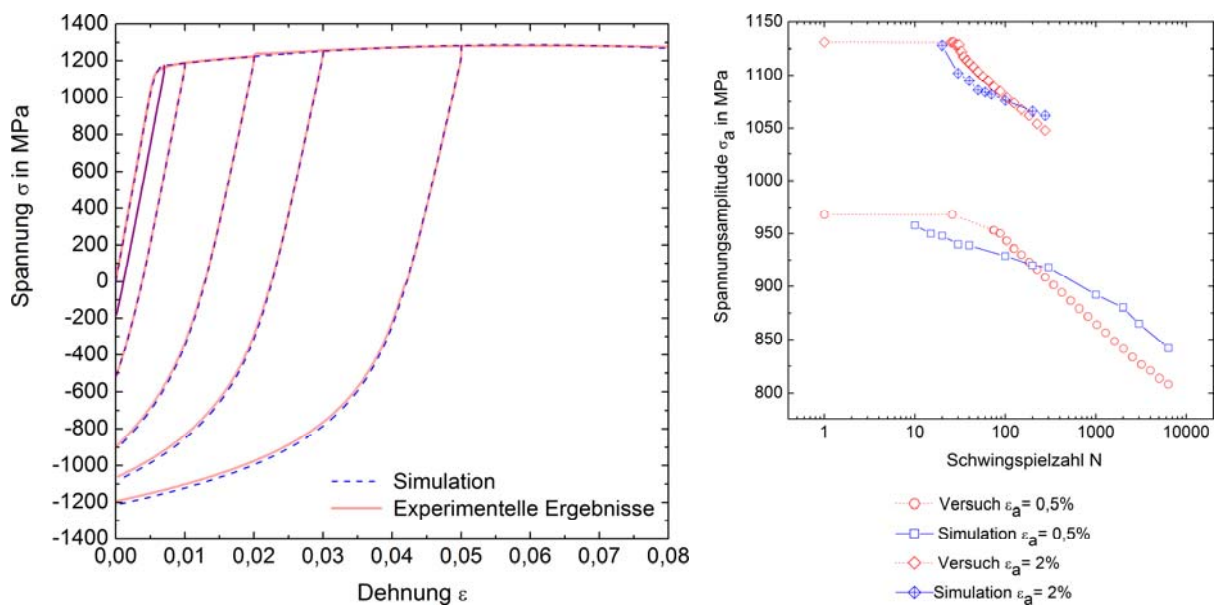 1400
1200
1000
800
600
400
200
0
-200
-400
-600
-800
-1000
-1200
-1400
Spannung σ in MPa
0,00 0,01 0,02 0,03 0,04 0,05 0,06 0,07 0,08
Dehnung ε
Simulation
Experimentelle Ergebnisse
1150
1100
1050
1000
950
900
850
800
Spannungsamplitude σa in MPa
1 10 100 1000 10000
Schwingspielzahl N
Versuch εa= 0,5%
Simulation εa= 0,5%
Versuch εa= 2%
Simulation εa= 2%